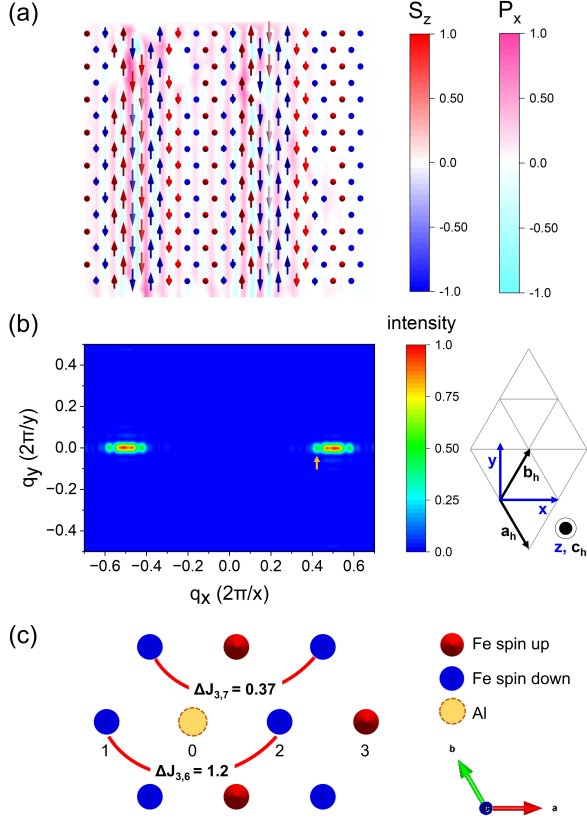 (a)
S_z
P_x
1.00
0.50
0.0
-0.50
-1.0
1.0
0.50
0.0
-0.50
-1.0
(b)
intensity
q_y (2π/y)
0.4
0.2
0.0
−0.2
−0.4
−0.6 −0.4 −0.2 0.0 0.2 0.4 0.6
q_x (2π/x)
1.0
0.75
0.50
0.25
0.0
y
b_h
x
a_h
z, c_h
(c)
ΔJ_3,7 = 0.37
1 0 2 3
ΔJ_3,6 = 1.2
Fe spin up
Fe spin down
Al
b
a